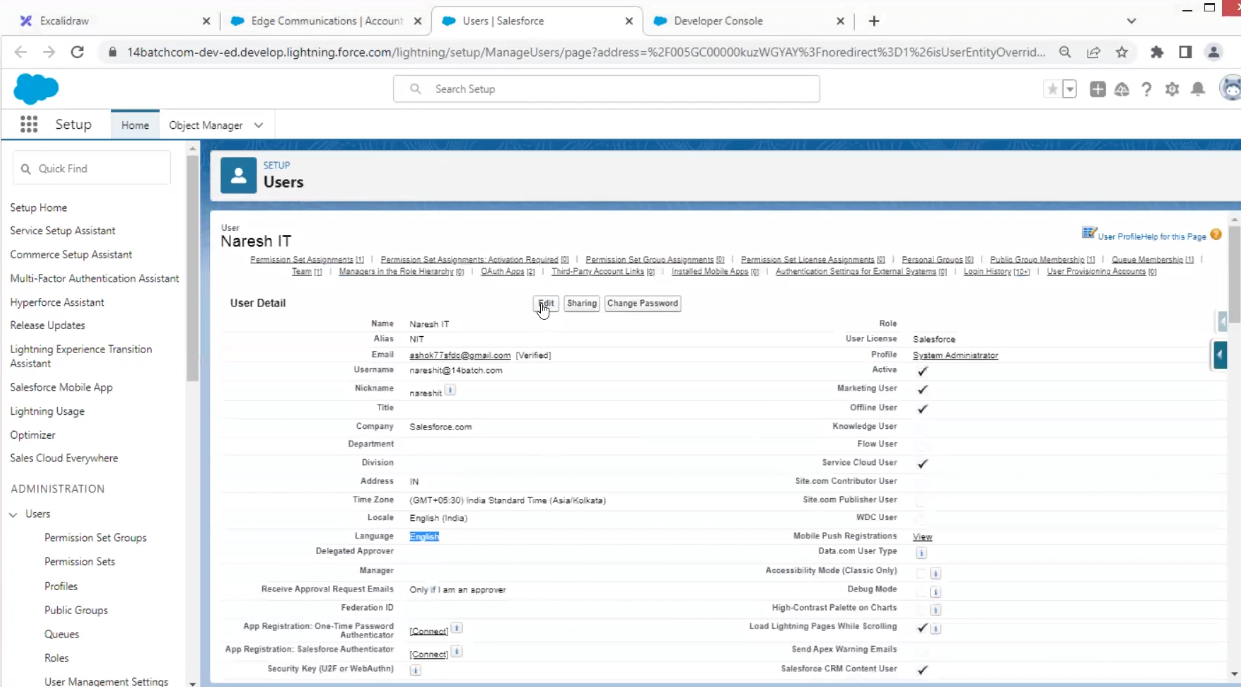 Excalidraw
Edge Communications | Account
Users | Salesforce
Developer Console
14batchcom-dev-ed.develop.lightning.force.com/lightning/setup/ManageUsers/page?address=%2F005GC00000kuzWGYAY%3Fnoredirect%3D1%26isUserEntityOverrid...
Search Setup
Setup
Home
Object Manager
Quick Find
Setup Home
Service Setup Assistant
Commerce Setup Assistant
Multi-Factor Authentication Assistant
Hyperforce Assistant
Release Updates
Lightning Experience Transition
Assistant
Salesforce Mobile App
Lightning Usage
Optimizer
Sales Cloud Everywhere
ADMINISTRATION
Users
Permission Set Groups
Permission Sets
Profiles
Public Groups
Queues
Roles
User Management Settings
SETUP
Users
User
Naresh IT
User Profile Help for this Page
Permission Set Assignments [1] | Permission Set Assignments: Activation Required [0] | Permission Set Group Assignments [0] | Permission Set License Assignments [0] | Personal Groups [0] | Public Group Membership [1] | Queue Membership [1] |
Team [1] | Managers in the Role Hierarchy [0] | OAuth Apps [2] | Third-Party Account Links [0] | Installed Mobile Apps [0] | Authentication Settings for External Systems [0] | Login History [10+] | User Provisioning Accounts [0]
User Detail
Edit Sharing Change Password
Name Naresh IT Role
Alias NIT User License Salesforce
Email ashok77sfdc@gmail.com [Verified] Profile System Administrator
Username nareshit@14batch.com Active
Nickname nareshit Marketing User
Title Offline User
Company Salesforce.com Knowledge User
Department Flow User
Division Service Cloud User
Address IN Site.com Contributor User
Time Zone (GMT+05:30) India Standard Time (Asia/Kolkata) Site.com Publisher User
Locale English (India) WDC User
Language English Mobile Push Registrations View
Delegated Approver Data.com User Type
Manager Accessibility Mode (Classic Only)
Receive Approval Request Emails Only if I am an approver Debug Mode
Federation ID High-Contrast Palette on Charts
App Registration: One-Time Password
Authenticator [Connect] Load Lightning Pages While Scrolling
App Registration: Salesforce Authenticator [Connect] Send Apex Warning Emails
Security Key (U2F or WebAuthn) Salesforce CRM Content User